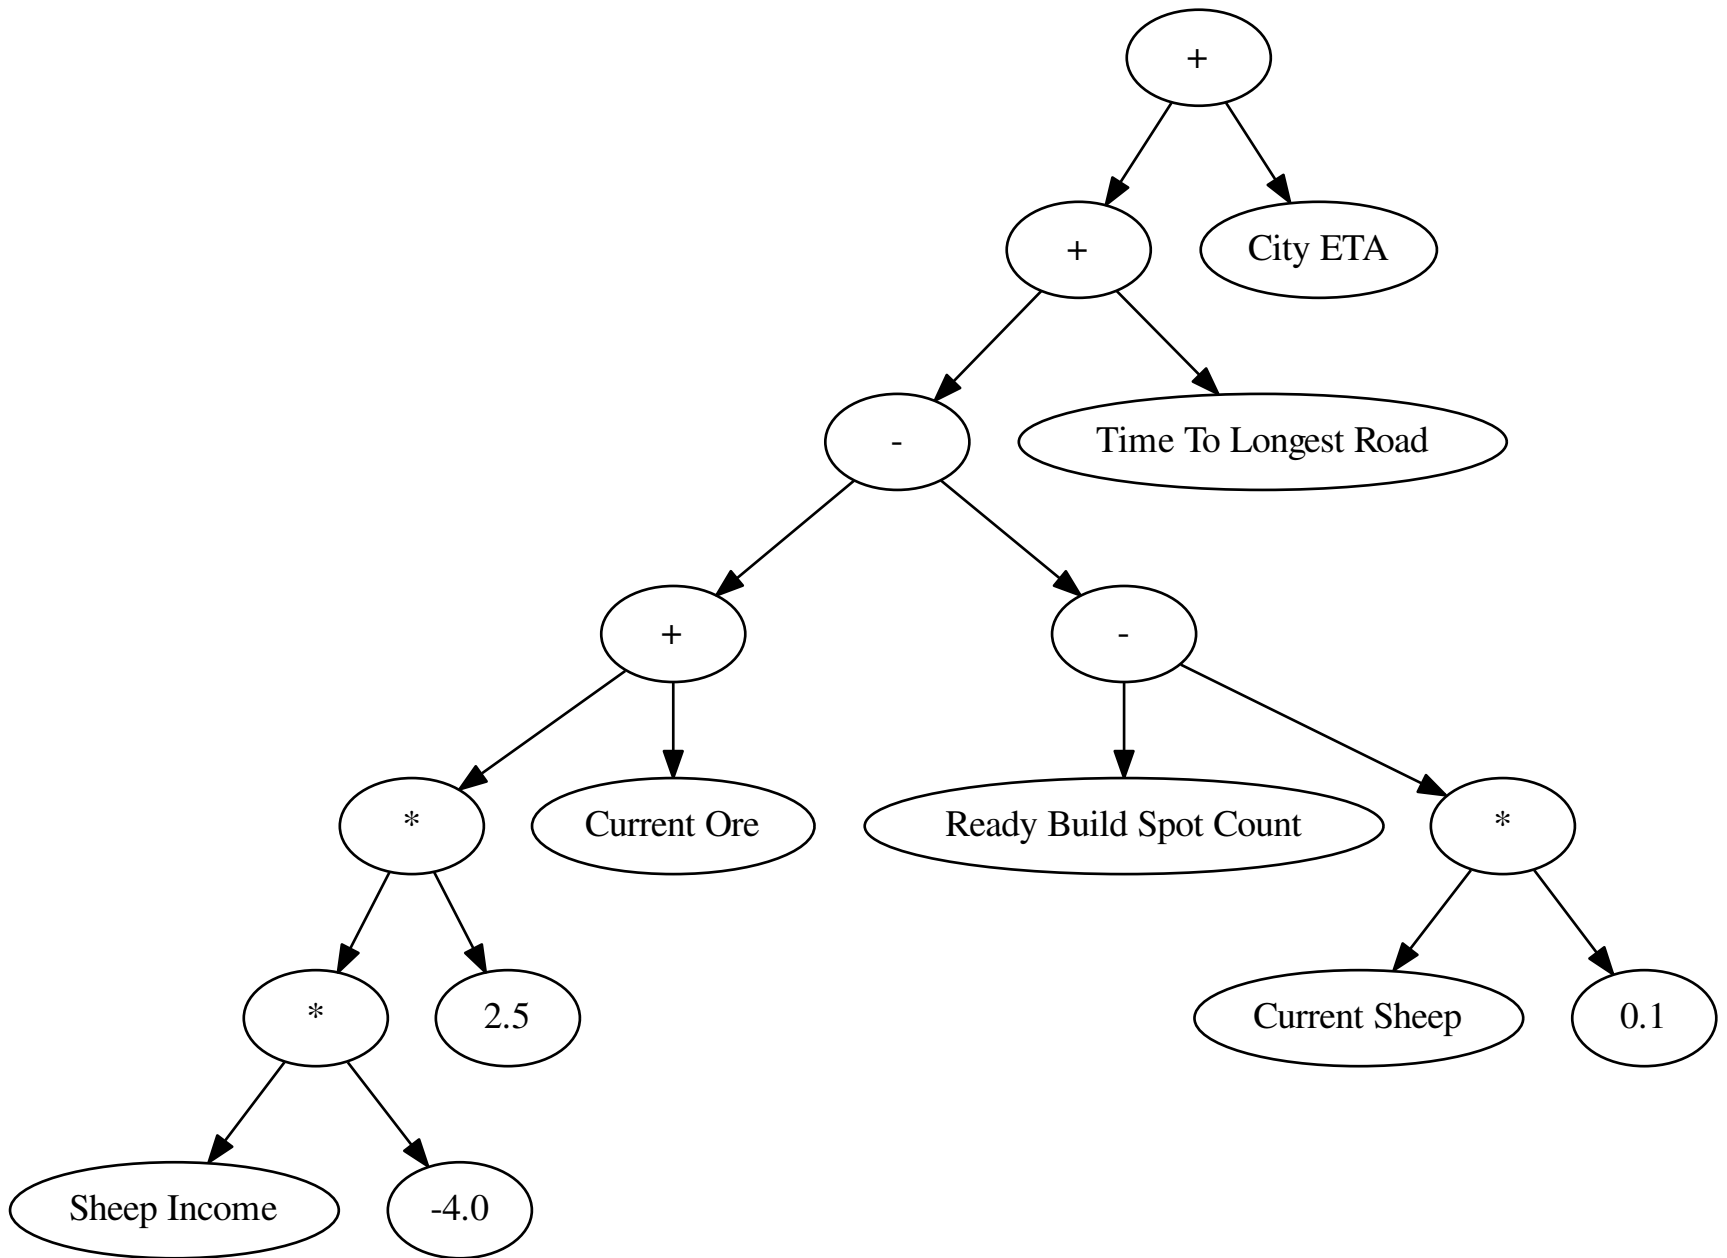 +
+
City ETA
-
Time To Longest Road
+
-
*
Current Ore
Ready Build Spot Count
*
*
2.5
Current Sheep
0.1
Sheep Income
-4.0